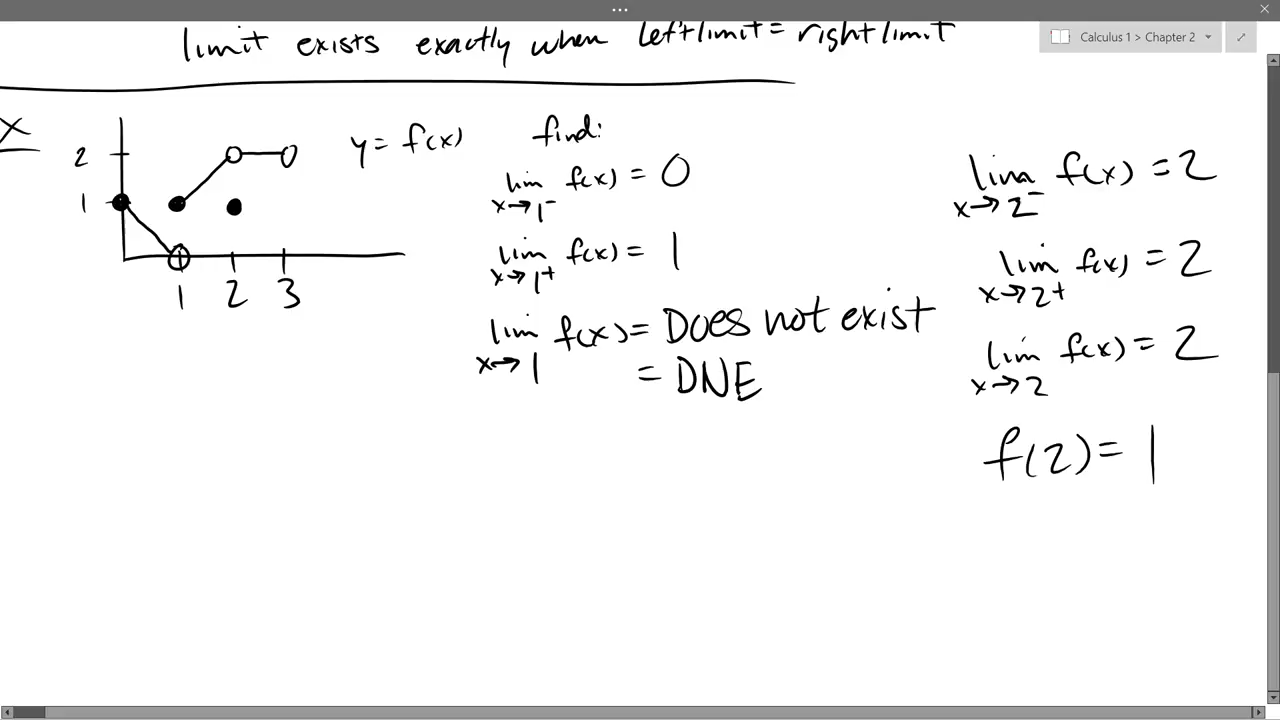 ...
Calculus 1 > Chapter 2
limit exists exactly when left limit = right limit
X
2
1
1 2 3
y = f(x)
find:
lim x→1⁻ f(x) = 0
lim x→1⁺ f(x) = 1
lim x→1 f(x) = Does not exist
= DNE
lim x→2⁻ f(x) = 2
lim x→2⁺ f(x) = 2
lim x→2 f(x) = 2
f(2) = 1